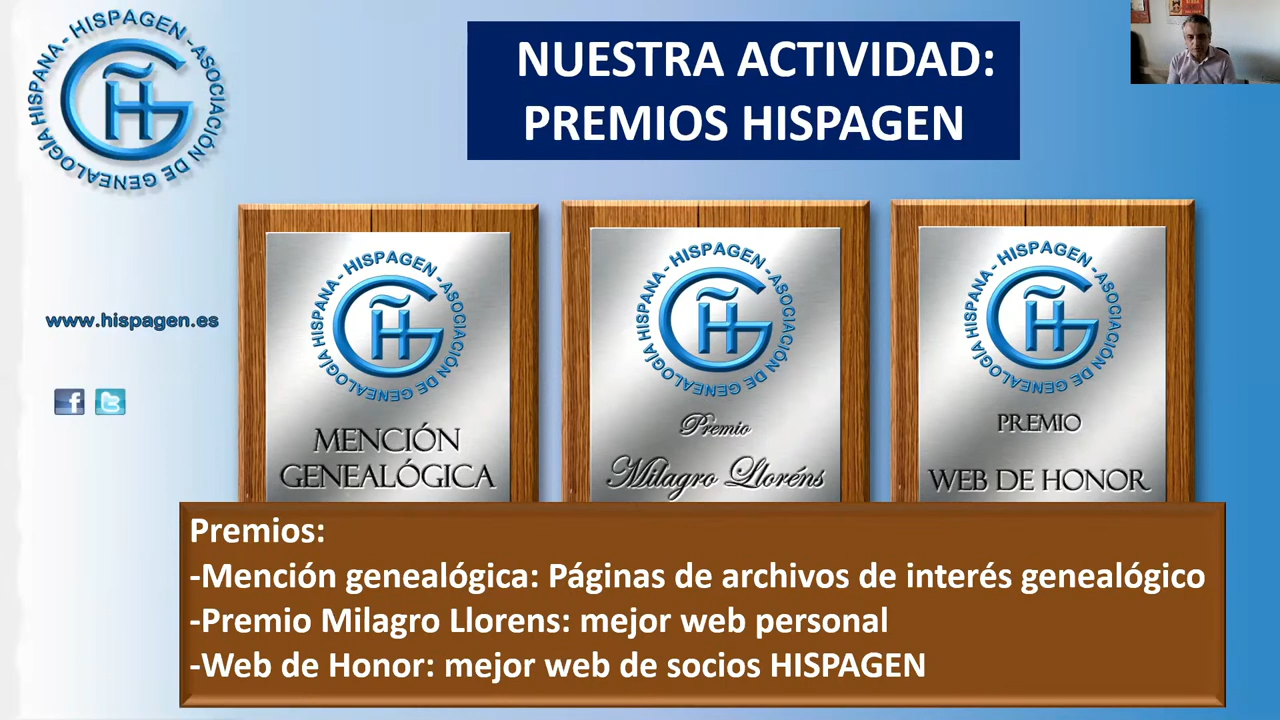 HISPAGEN - ASOCIACIÓN DE GENEALOGÍA HISPANA -
NUESTRA ACTIVIDAD:
PREMIOS HISPAGEN
www.hispagen.es
HISPAGEN - ASOCIACIÓN DE GENEALOGÍA HISPANA -
MENCIÓN
GENEALÓGICA
HISPAGEN - ASOCIACIÓN DE GENEALOGÍA HISPANA -
Premio
Milagro Lloréns
HISPAGEN - ASOCIACIÓN DE GENEALOGÍA HISPANA -
PREMIO
WEB DE HONOR
Premios:
-Mención genealógica: Páginas de archivos de interés genealógico
-Premio Milagro Llorens: mejor web personal
-Web de Honor: mejor web de socios HISPAGEN